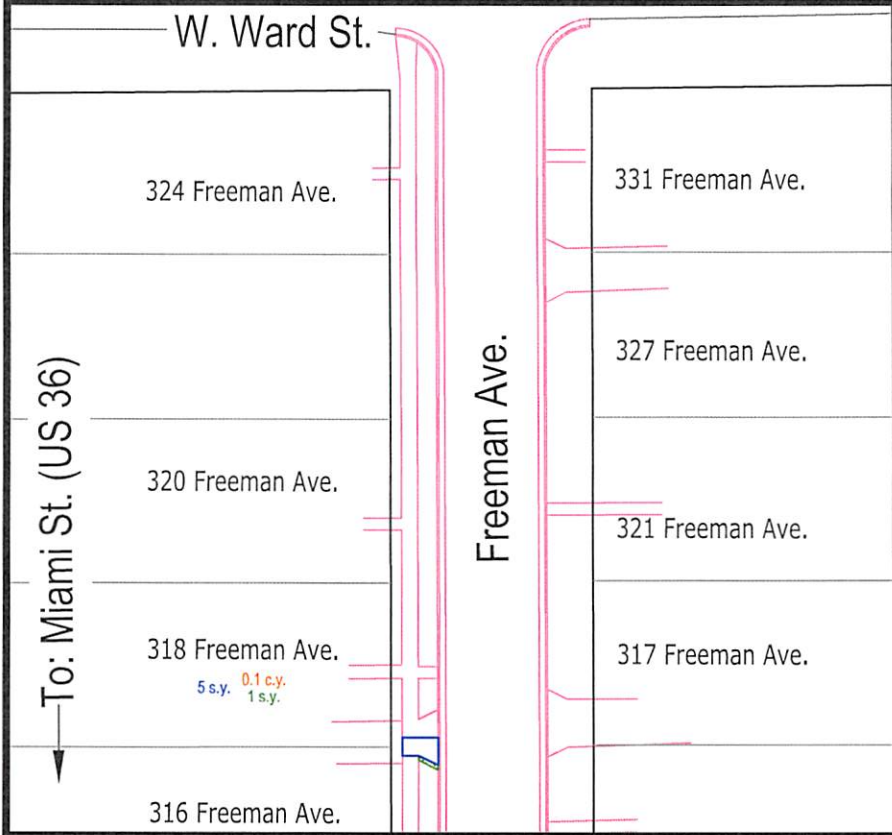 W. Ward St.
324 Freeman Ave.
331 Freeman Ave.
327 Freeman Ave.
Freeman Ave.
To: Miami St. (US 36)
320 Freeman Ave.
321 Freeman Ave.
318 Freeman Ave.
5 s.y.
0.1 c.y.
1 s.y.
317 Freeman Ave.
316 Freeman Ave.